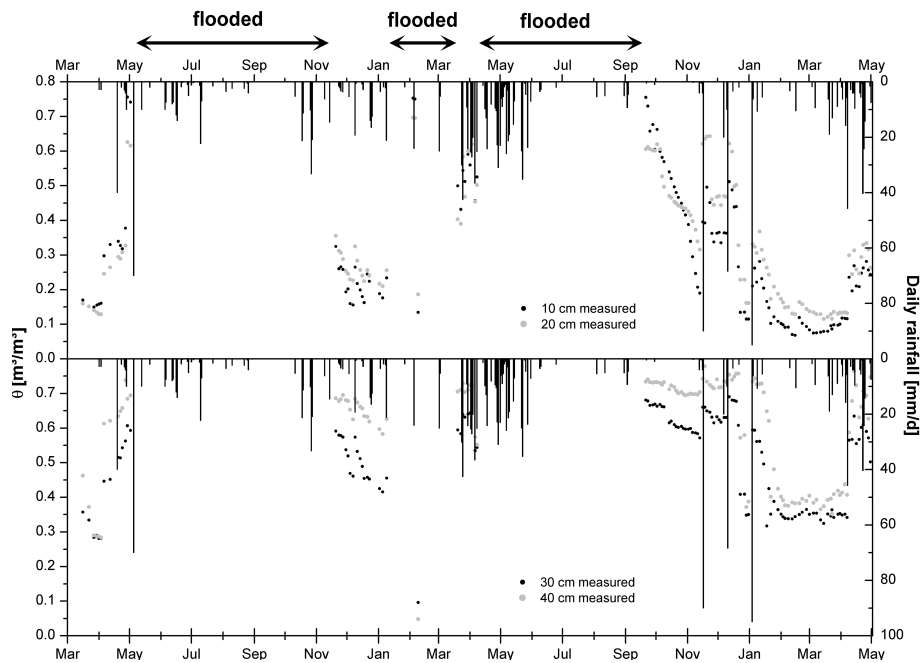 flooded flooded flooded
Mar May Jul Sep Nov Jan Mar May Jul Sep Nov Jan Mar May
0.8 0
0.7
0.6 20
0.5
0.4 40
0.3 60
0.2 80
0.1
10 cm measured
20 cm measured
0.0 0
0.7
0.6 20
0.5
0.4 40
0.3 60
0.2
0.1 80
0.0 100
30 cm measured
40 cm measured
θ [m³/m³]
Daily rainfall [mm/d]
Mar May Jul Sep Nov Jan Mar May Jul Sep Nov Jan Mar May